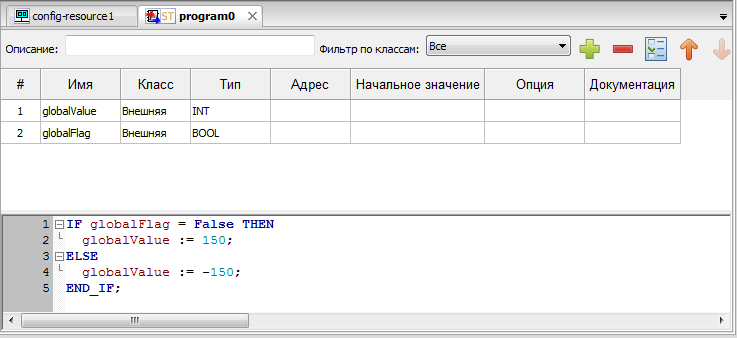 config-resource1 ST program0
Описание: Фильтр по классам: Все
# Имя Класс Тип Адрес Начальное значение Опция Документация
1 globalValue Внешняя INT
2 globalFlag Внешняя BOOL
1 IF globalFlag = False THEN
2 globalValue := 150;
3 ELSE
4 globalValue := -150;
5 END_IF;